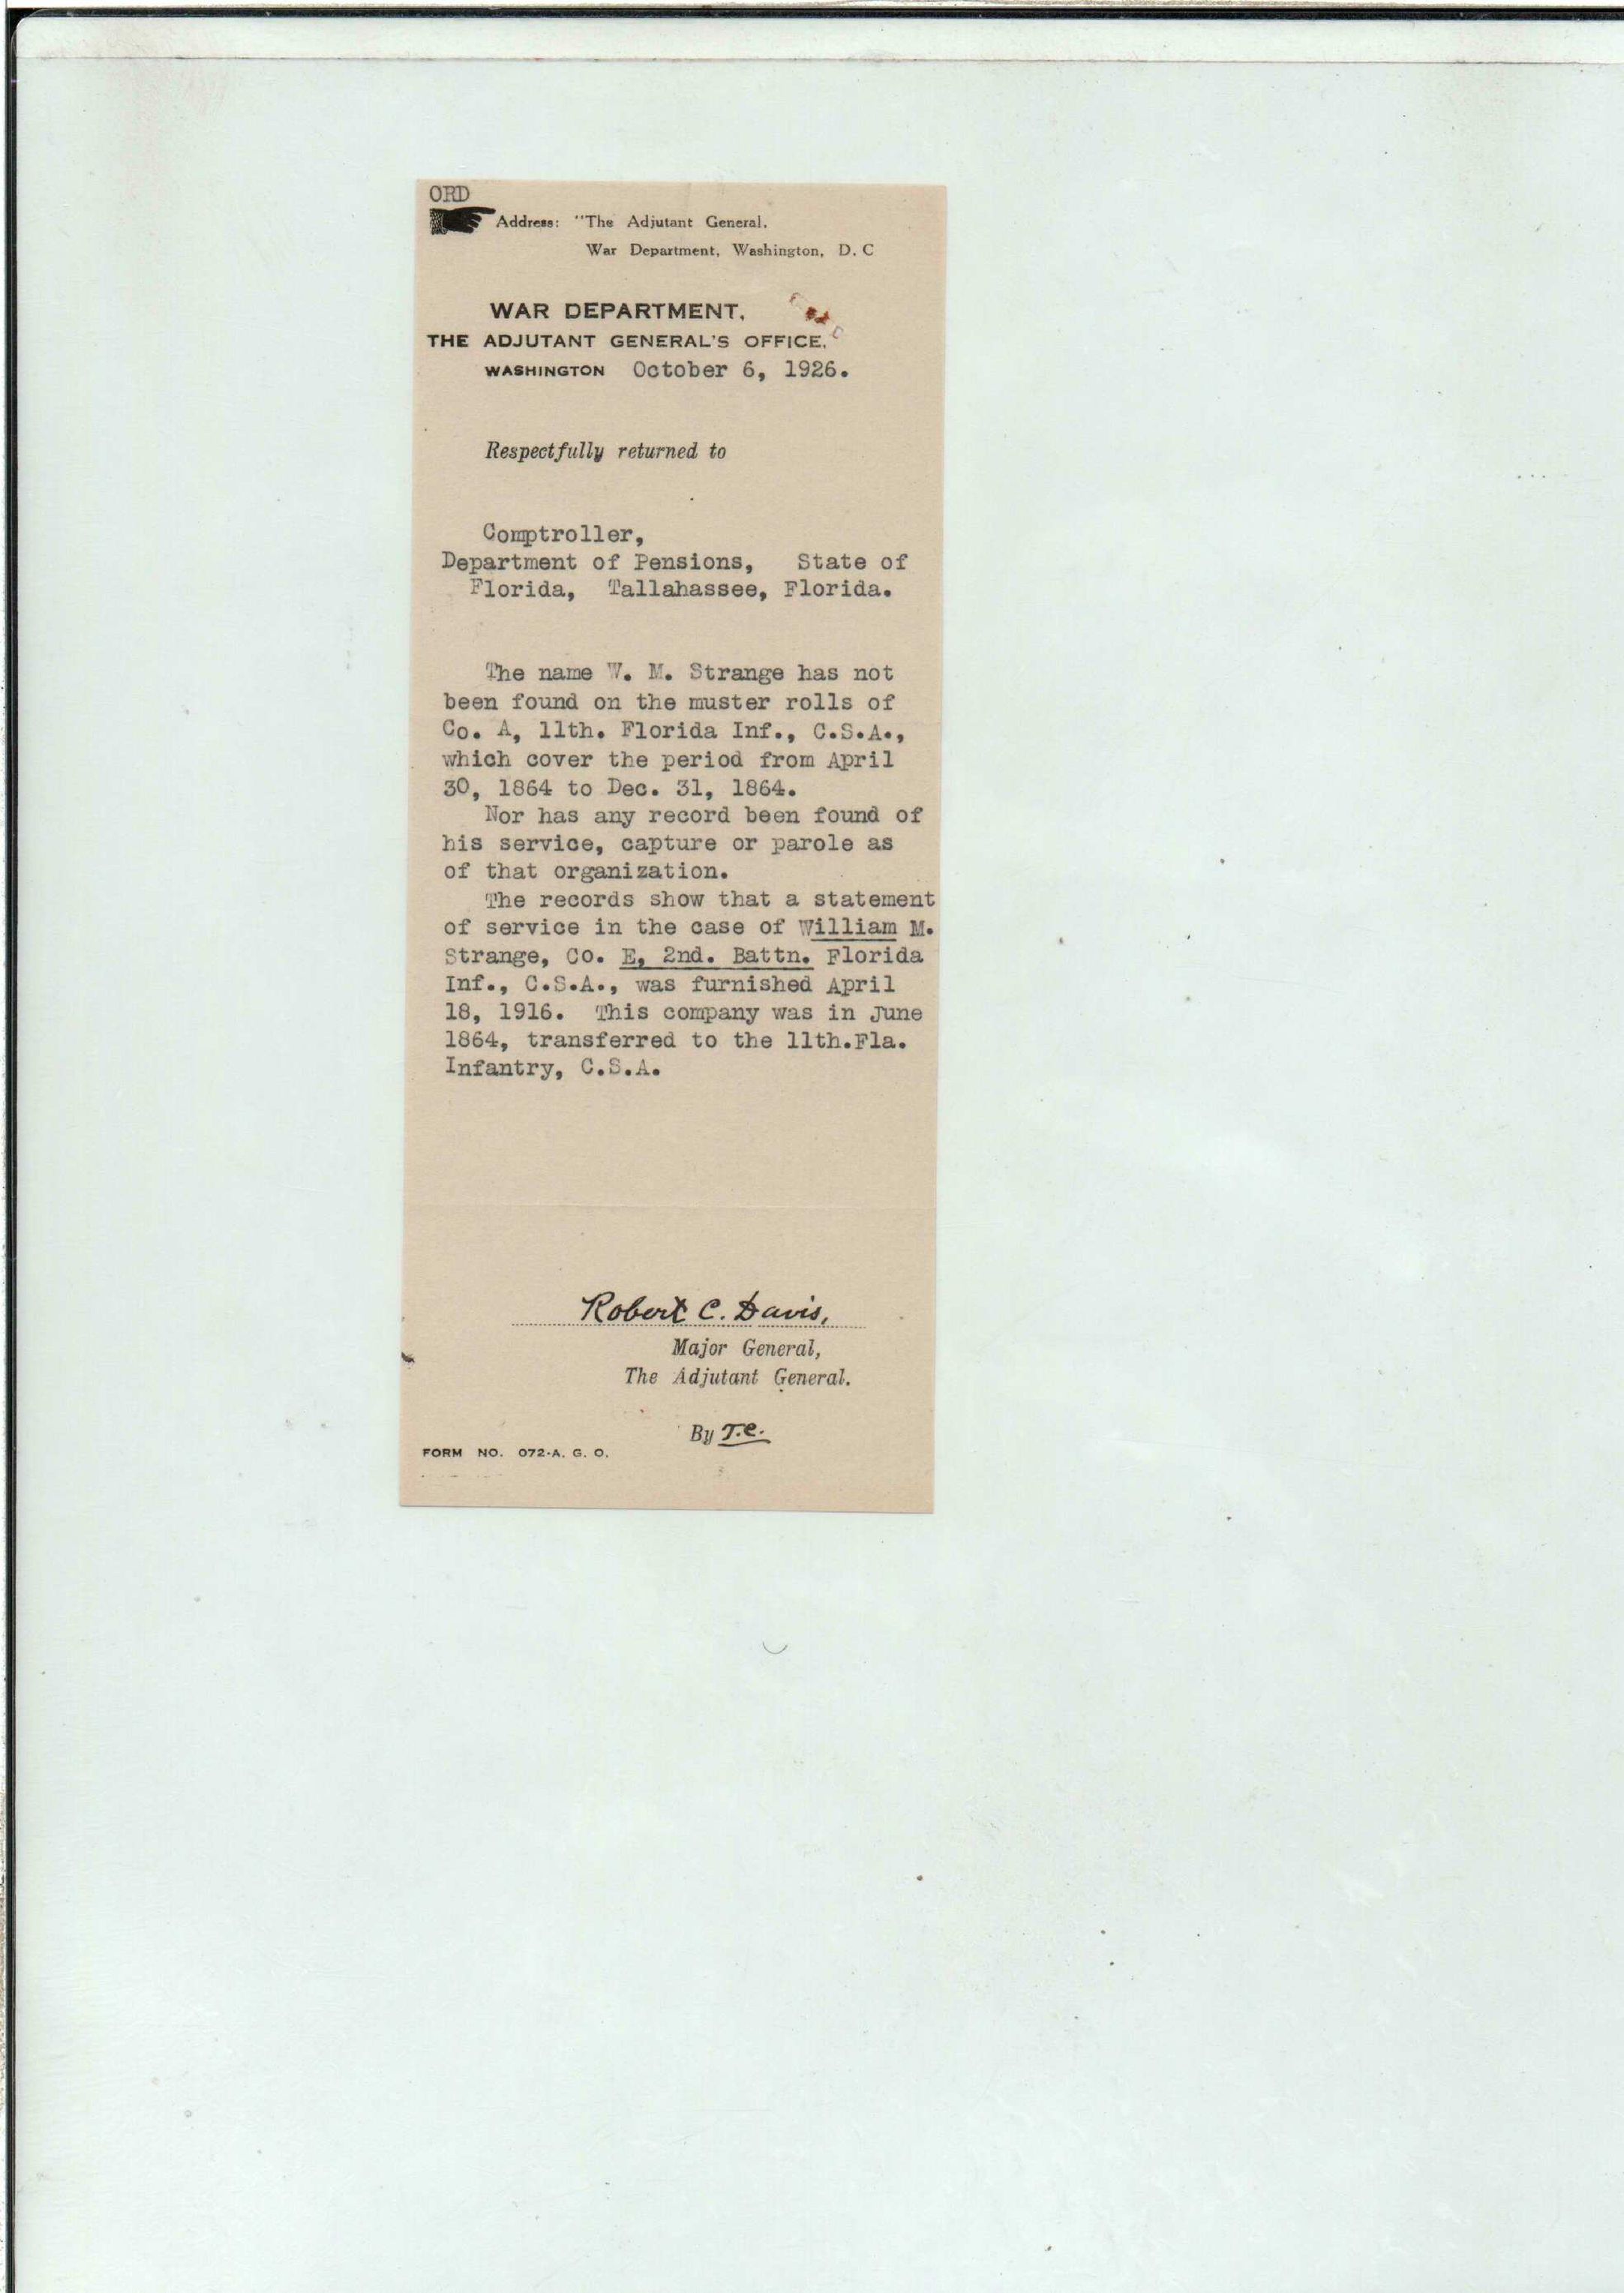 ORD
Address: "The Adjutant General,
War Department, Washington, D. C
WAR DEPARTMENT,
THE ADJUTANT GENERAL'S OFFICE,
WASHINGTON October 6, 1926.
Respectfully returned to
Comptroller,
Department of Pensions, State of
Florida, Tallahassee, Florida.
The name W. M. Strange has not
been found on the muster rolls of
Co. A, 11th. Florida Inf., C.S.A.,
which cover the period from April
30, 1864 to Dec. 31, 1864.
Nor has any record been found of
his service, capture or parole as
of that organization.
The records show that a statement
of service in the case of William M.
Strange, Co. E, 2nd. Battn. Florida
Inf., C.S.A., was furnished April
18, 1916. This company was in June
1864, transferred to the 11th.Fla.
Infantry, C.S.A.
Robert C. Davis,
Major General,
The Adjutant General.
By T.C.
FORM NO. 072-A. G. O.